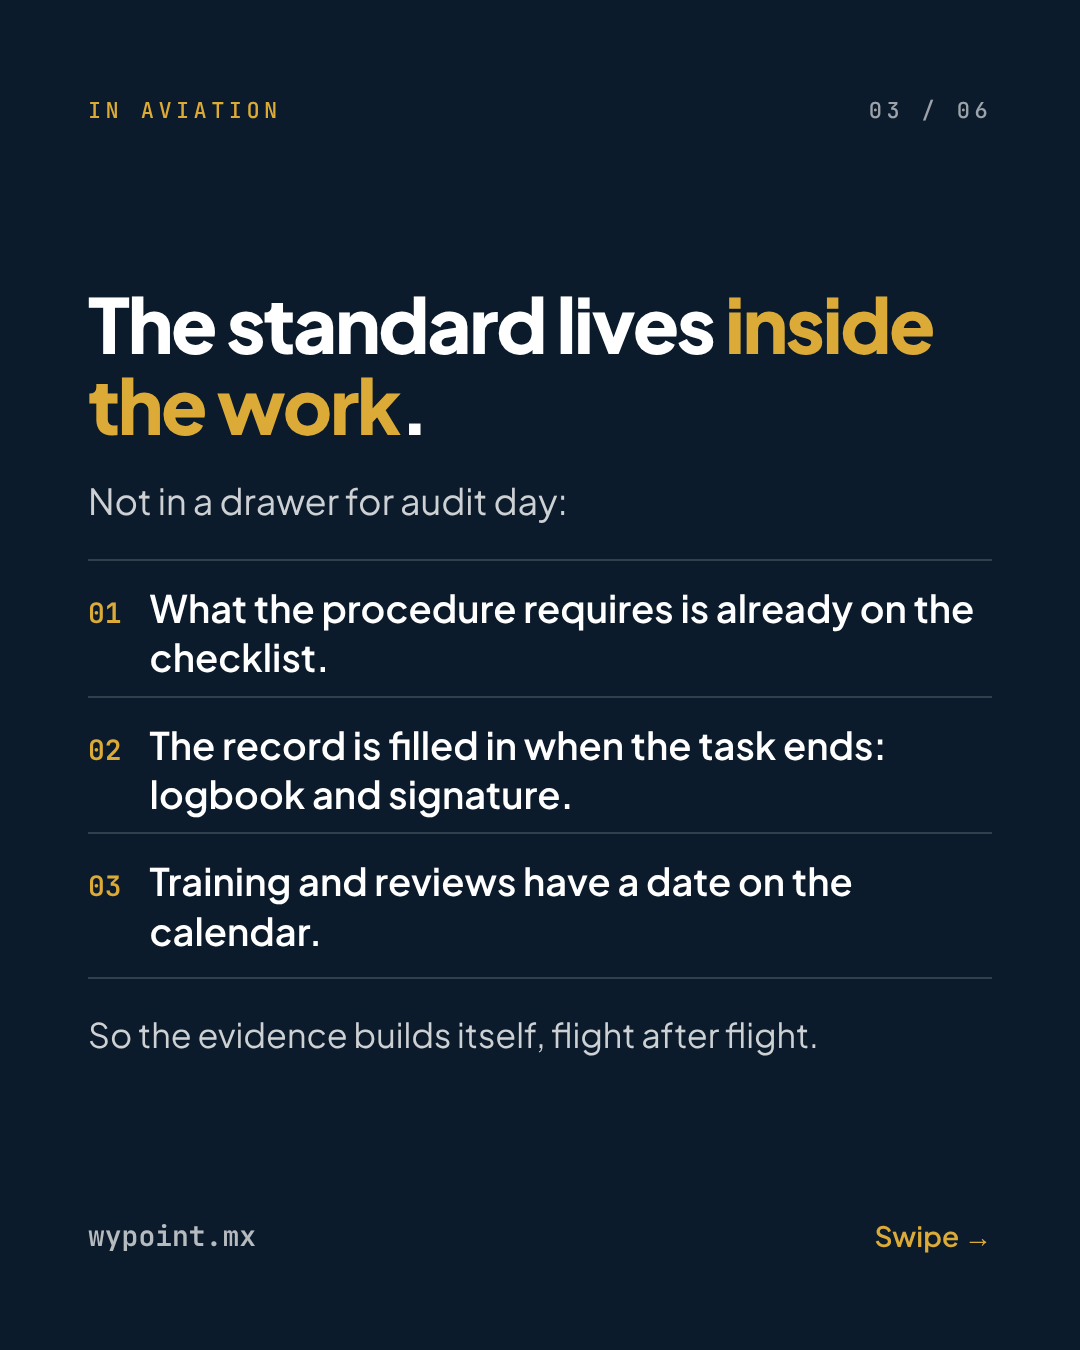 IN AVIATION
03 / 06
The standard lives inside
the work.
Not in a drawer for audit day:
01 What the procedure requires is already on the
checklist.
02 The record is filled in when the task ends:
logbook and signature.
03 Training and reviews have a date on the
calendar.
So the evidence builds itself, flight after flight.
wypoint.mx
Swipe →